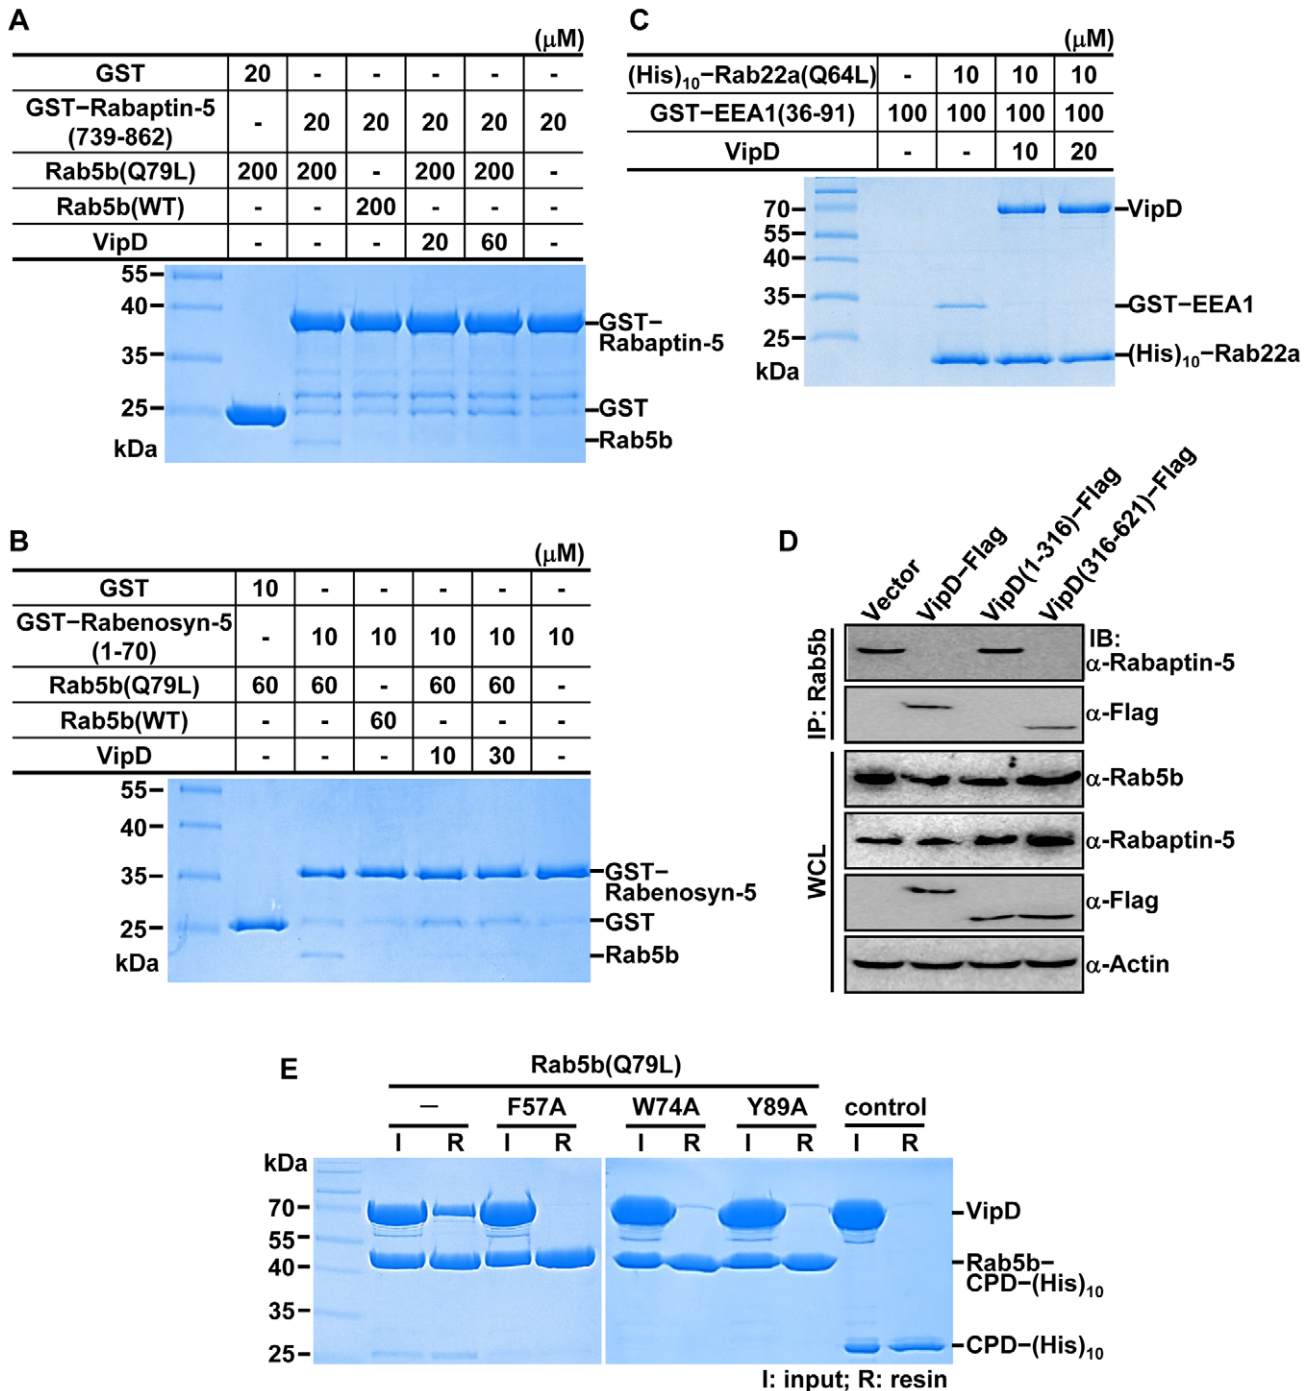 A
(μM)
GST 20 - - - - -
GST–Rabaptin-5
(739-862) - 20 20 20 20 20
Rab5b(Q79L) 200 200 - 200 200 -
Rab5b(WT) - - 200 - - -
VipD - - - 20 60 -
55
40
35
25
kDa
GST–
Rabaptin-5
GST
Rab5b
B
(μM)
GST 10 - - - - -
GST–Rabenosyn-5
(1-70) - 10 10 10 10 10
Rab5b(Q79L) 60 60 - 60 60 -
Rab5b(WT) - - 60 - - -
VipD - - - 10 30 -
55
40
35
25
kDa
GST–
Rabenosyn-5
GST
Rab5b
C
(μM)
(His)10–Rab22a(Q64L) - 10 10 10
GST–EEA1(36-91) 100 100 100 100
VipD - - 10 20
70
55
40
35
25
kDa
VipD
GST–EEA1
(His)10–Rab22a
D
Vector
VipD–Flag
VipD(1-316)–Flag
VipD(316-621)–Flag
IP: Rab5b
IB:
α-Rabaptin-5
α-Flag
WCL
α-Rab5b
α-Rabaptin-5
α-Flag
α-Actin
E
Rab5b(Q79L)
– F57A W74A Y89A control
I R I R I R I R I R
kDa
70
55
40
35
25
VipD
Rab5b–
CPD–(His)10
CPD–(His)10
I: input; R: resin